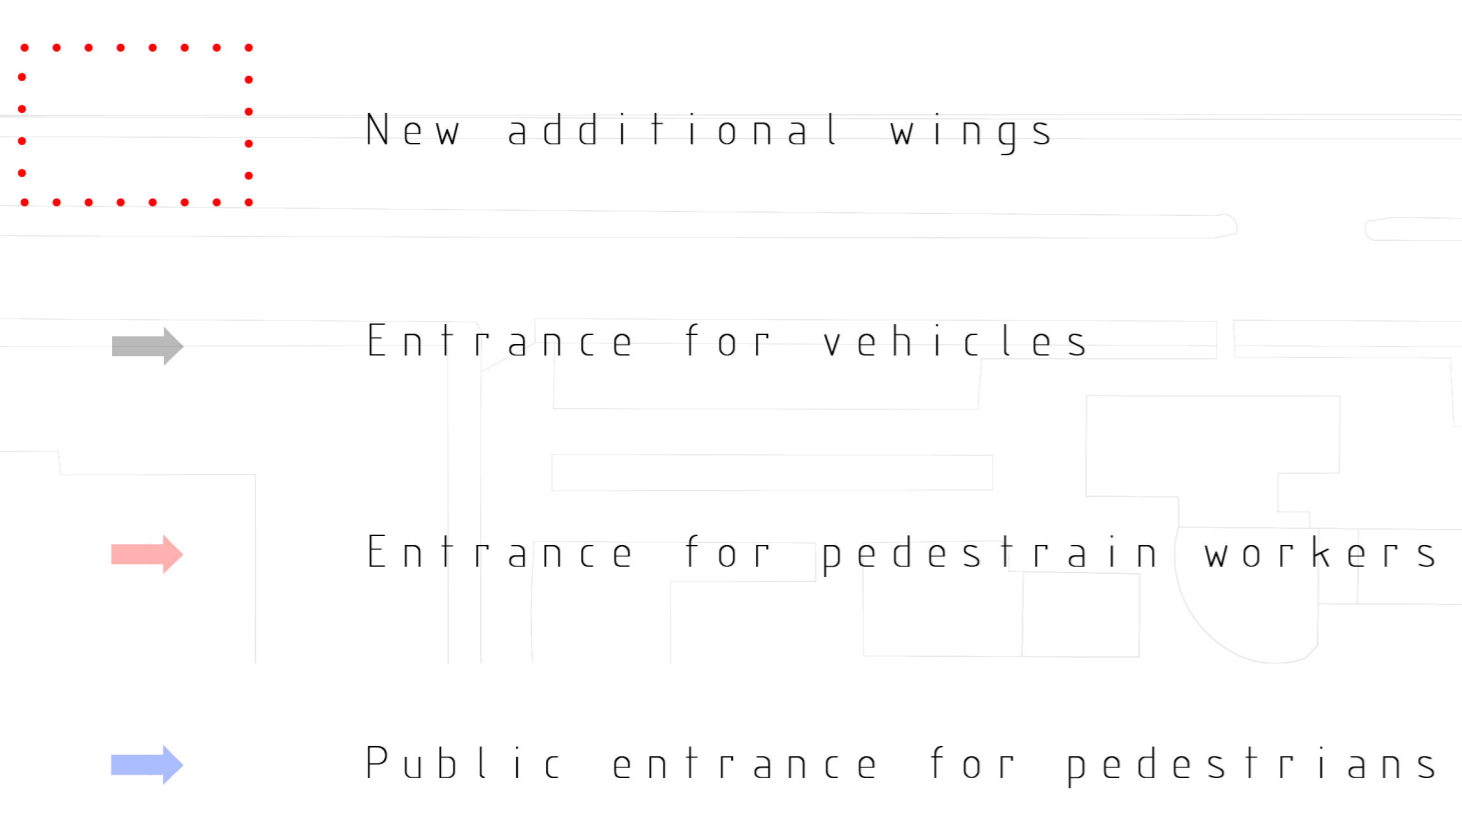 New additional wings
Entrance for vehicles
Entrance for pedestrain workers
Public entrance for pedestrians